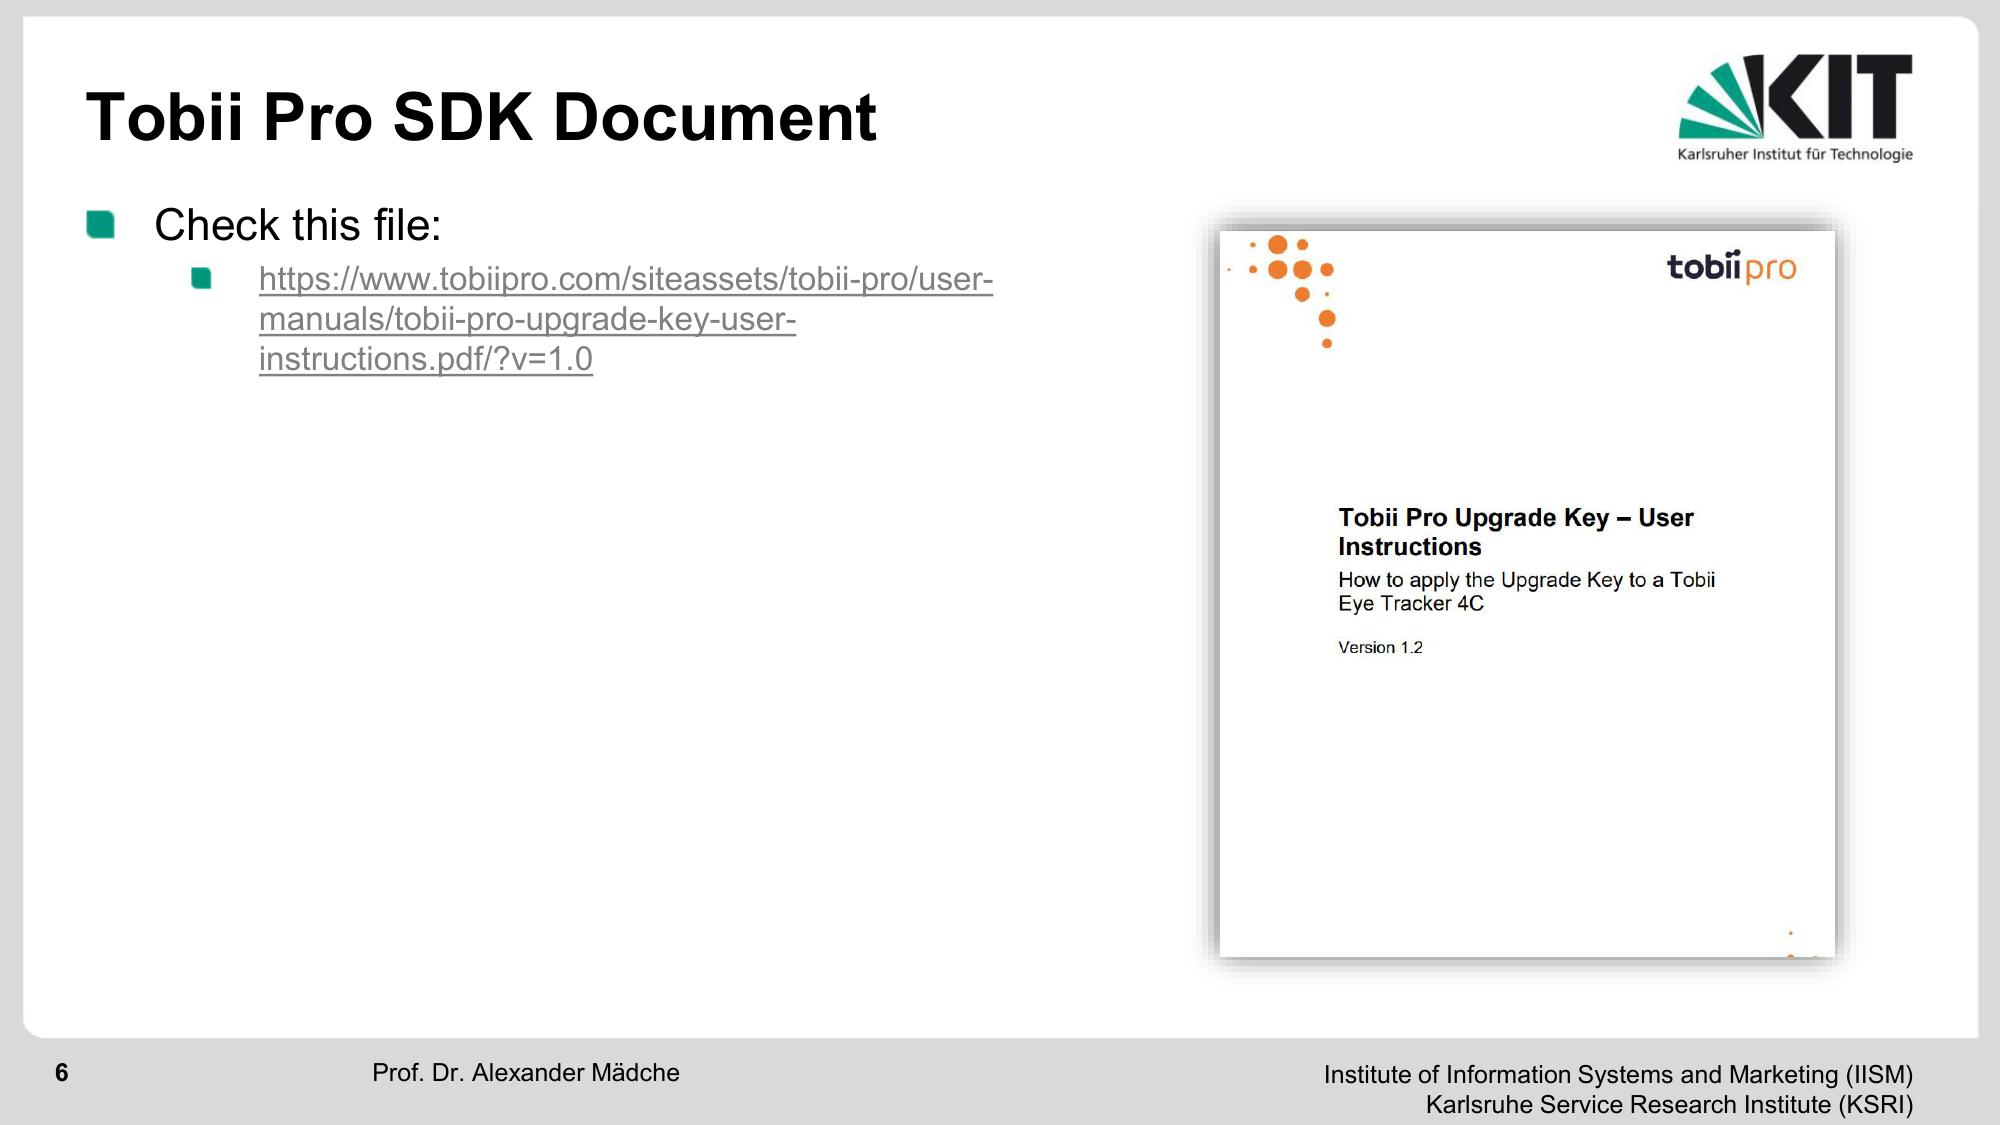 Tobii Pro SDK Document
KIT
Karlsruher Institut für Technologie
Check this file:
https://www.tobiipro.com/siteassets/tobii-pro/user-
manuals/tobii-pro-upgrade-key-user-
instructions.pdf/?v=1.0
tobiipro
Tobii Pro Upgrade Key – User
Instructions
How to apply the Upgrade Key to a Tobii
Eye Tracker 4C
Version 1.2
6
Prof. Dr. Alexander Mädche
Institute of Information Systems and Marketing (IISM)
Karlsruhe Service Research Institute (KSRI)